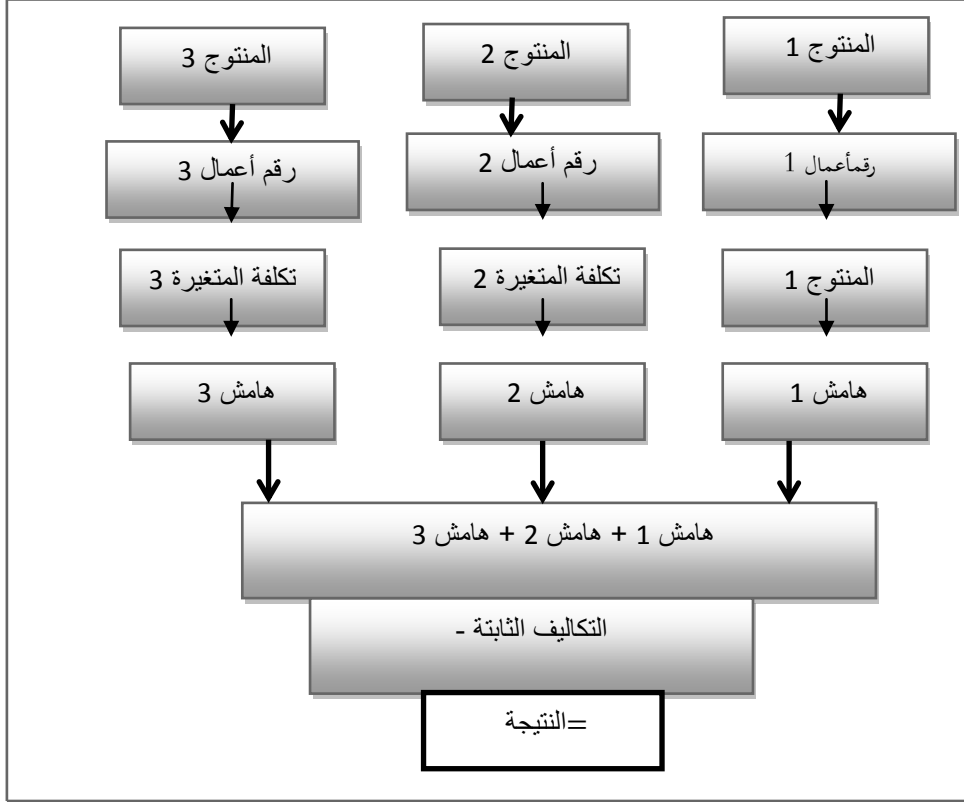 المنتوج 1
المنتوج 2
المنتوج 3
رقمأعمال 1
رقم أعمال 2
رقم أعمال 3
المنتوج 1
تكلفة المتغيرة 2
تكلفة المتغيرة 3
هامش 1
هامش 2
هامش 3
هامش 1 + هامش 2 + هامش 3
التكاليف الثابتة -
=النتيجة